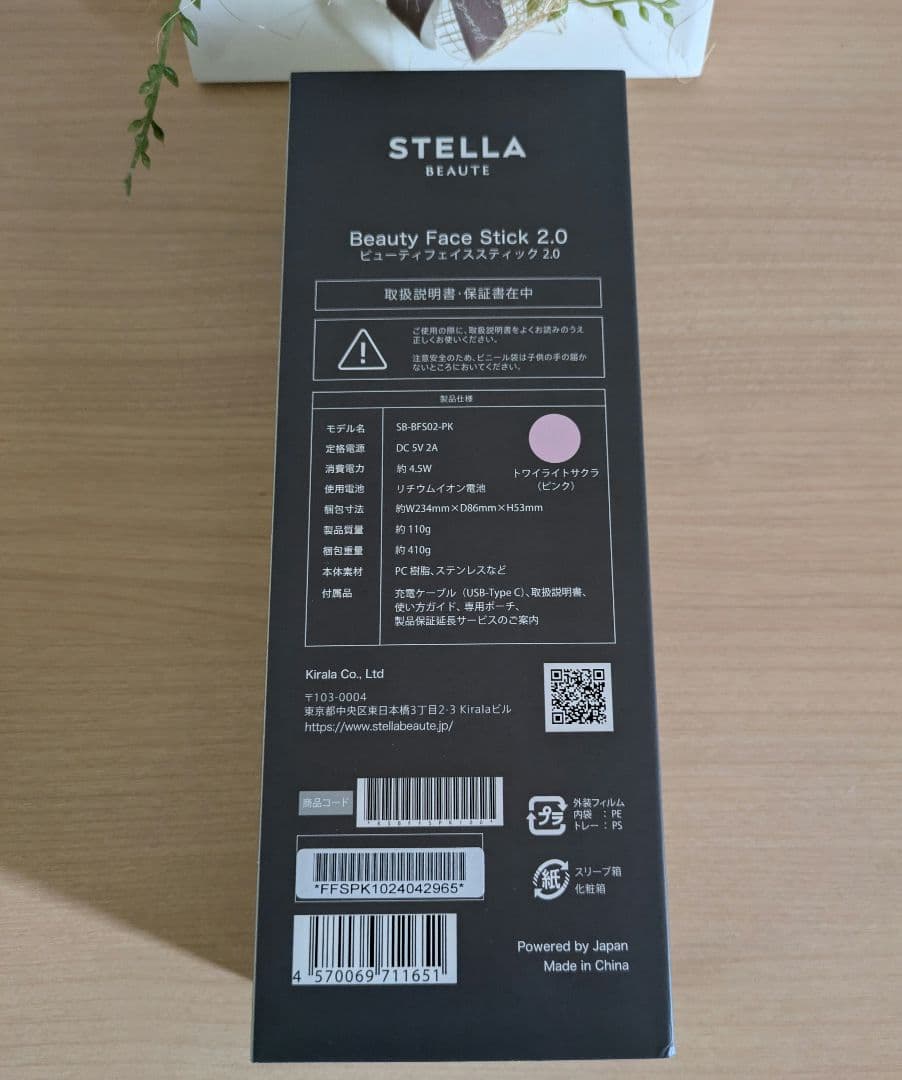 STELLA
BEAUTE
Beauty Face Stick 2.0
ビューティフェイススティック 2.0
取扱説明書・保証書在中
ご使用の際に、取扱説明書をよくお読みのうえ
正しくお使いください。
注意安全のため、ビニール袋は子供の手の届か
ないところにおいてください。
製品仕様
モデル名 SB-BFS02-PK
定格電源 DC 5V 2A
消費電力 約 4.5W
使用電池 リチウムイオン電池
トワイライトサクラ
（ピンク）
梱包寸法 約W234mm×D86mm×H53mm
製品質量 約 110g
梱包重量 約 410g
本体素材 PC 樹脂、ステンレスなど
付属品 充電ケーブル（USB-Type C）、取扱説明書、
使い方ガイド、専用ポーチ、
製品保証延長サービスのご案内
Kirala Co., Ltd
〒103-0004
東京都中央区東日本橋3丁目2-3 Kiralaビル
https://www.stellabeaute.jp/
商品コード
プラ
外装フィルム
内袋 : PE
トレー : PS
*FFSPK1024042965*
紙
スリーブ箱
化粧箱
4 570069 711651
Powered by Japan
Made in China